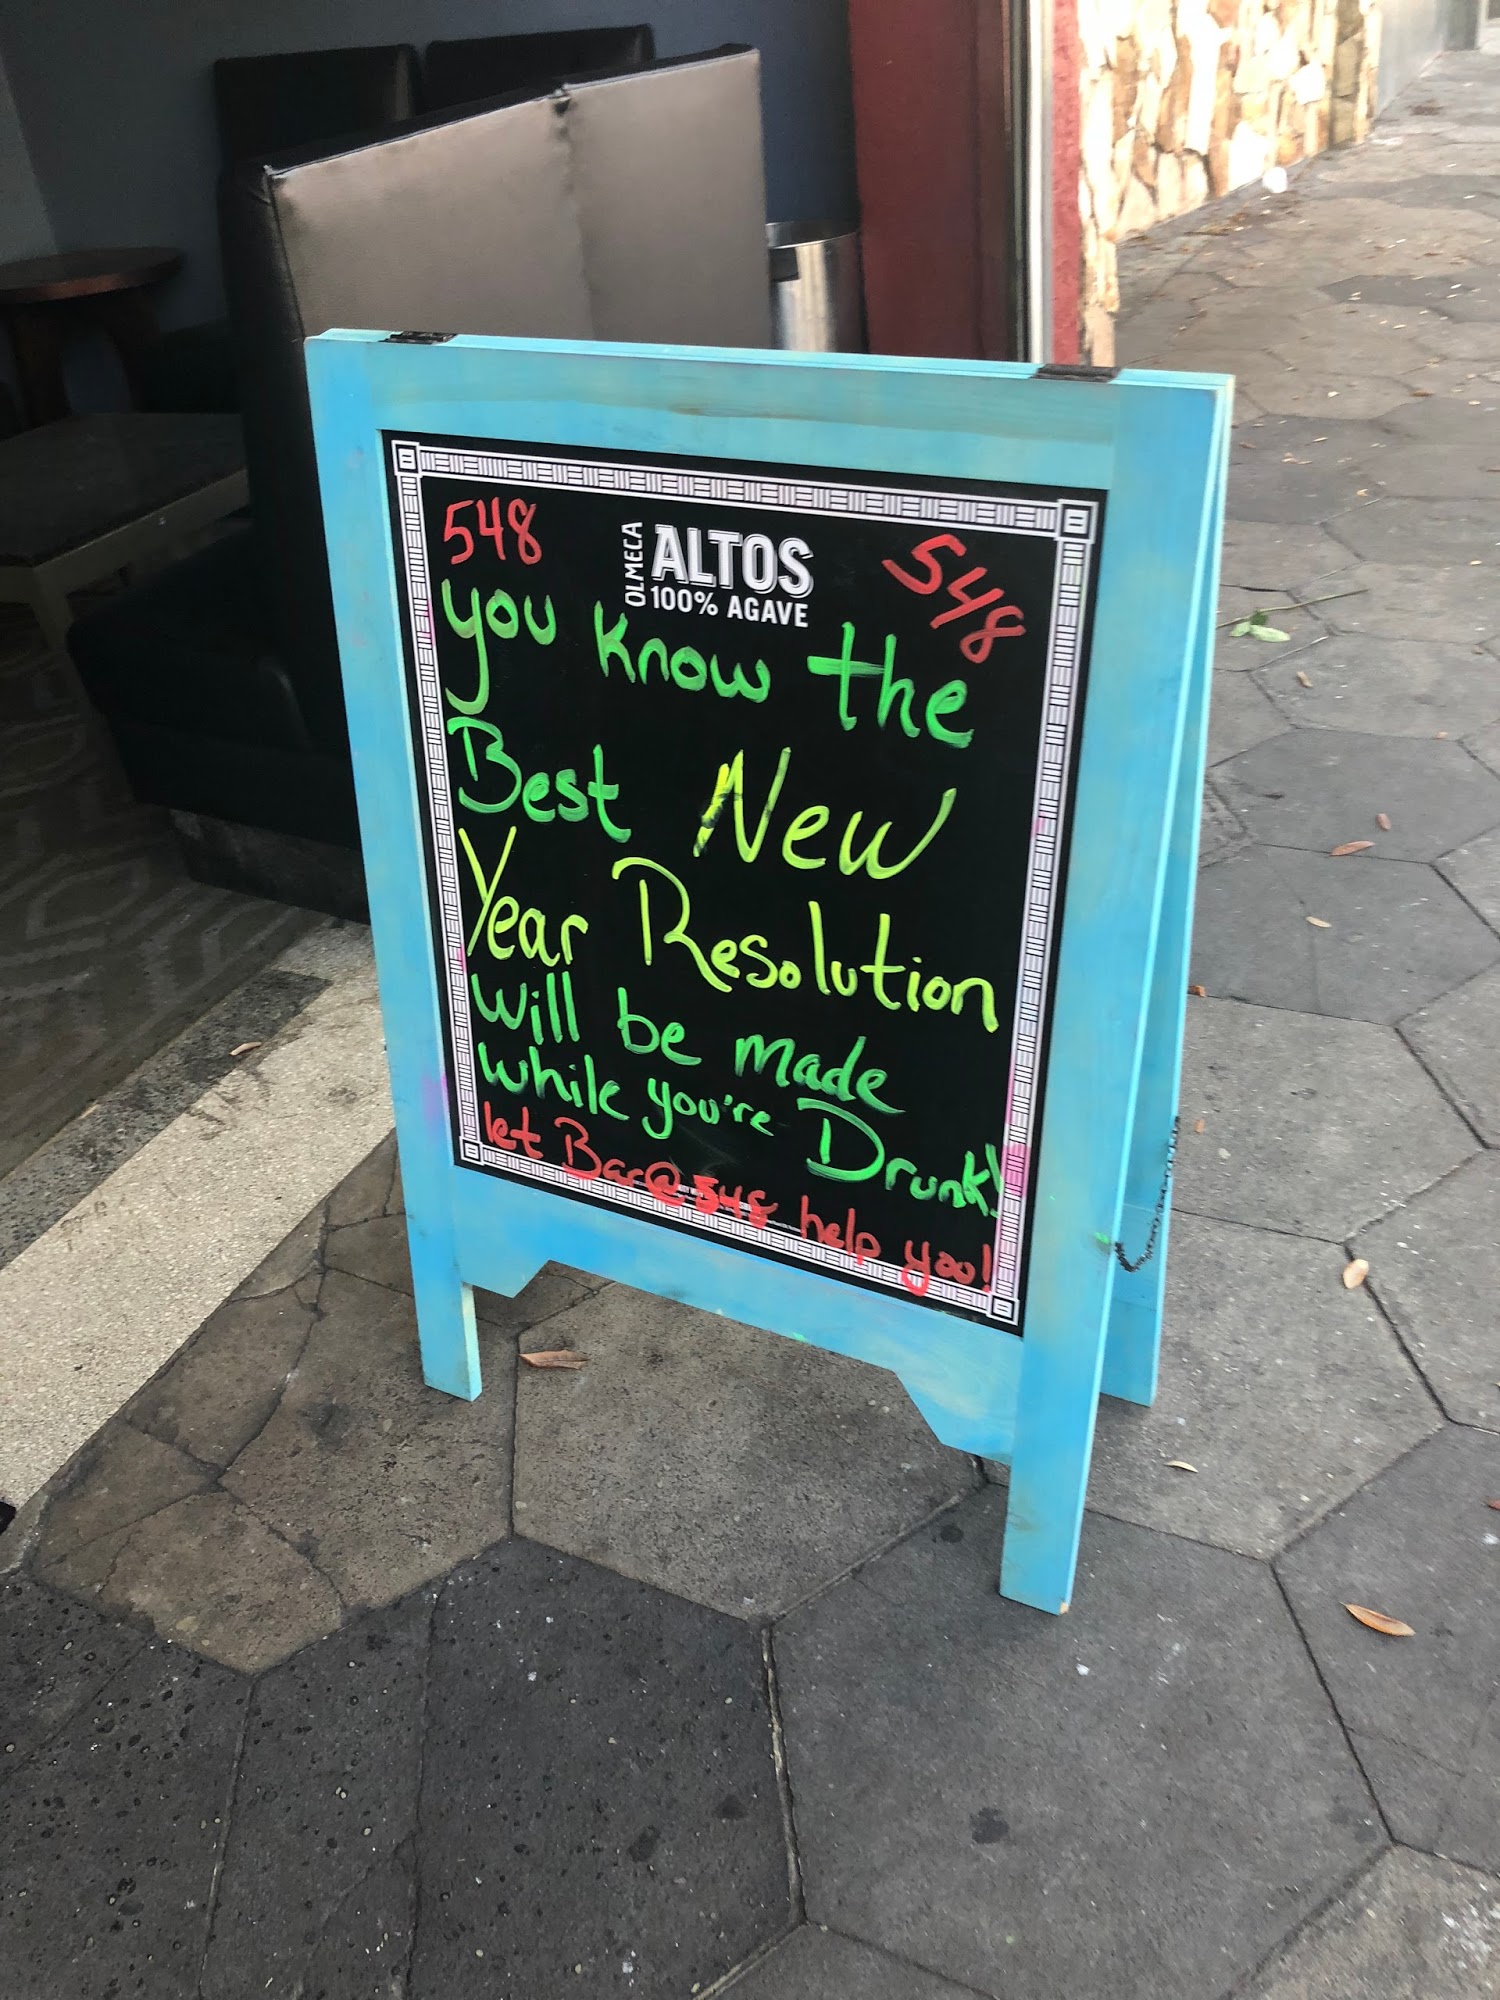 548
OLMECA
ALTOS
100% AGAVE
548
you know the
Best New
Year Resolution
will be made
while you're Drunk!
let Bar@548 help you!